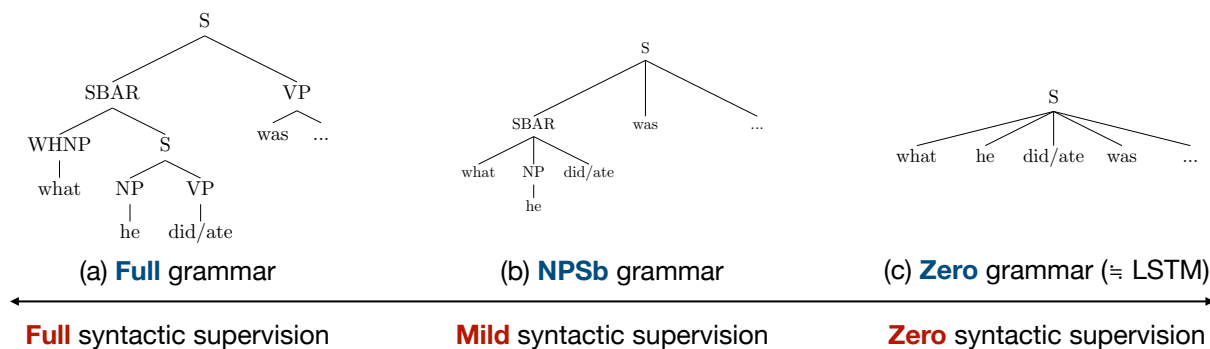 S
SBAR VP
WHNP S was ...
what NP VP
he did/ate
(a) Full grammar
S
SBAR was ...
what NP did/ate
he
(b) NPSb grammar
S
what he did/ate was ...
(c) Zero grammar (≒ LSTM)
Full syntactic supervision
Mild syntactic supervision
Zero syntactic supervision